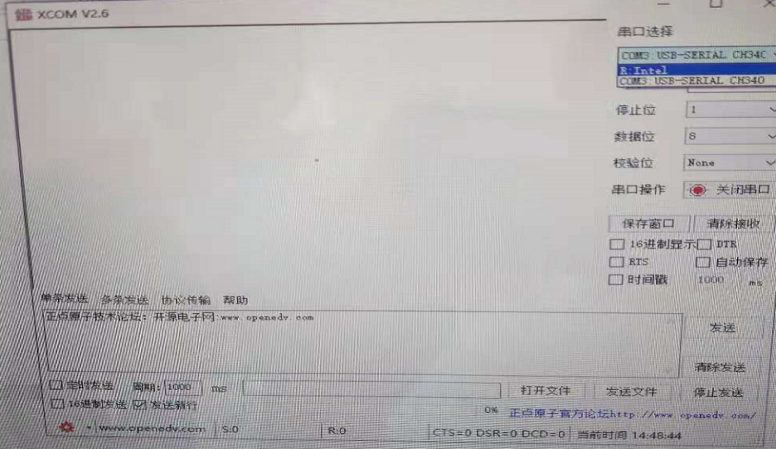 XCOM V2.6
串口选择
COM3:USB-SERIAL CH34C
R:Intel
COM3:USB-SERIAL CH340
停止位 1
数据位 8
校验位 None
串口操作 关闭串口
保存窗口 清除接收
16进制显示 DTR
RTS 自动保存
时间戳 1000 ms
单条发送 多条发送 协议传输 帮助
正点原子技术论坛：开源电子网:www.openedv.com
发送
清除发送
定时发送 周期: 1000 ms 打开文件 发送文件 停止发送
16进制发送 发送新行 0% 正点原子官方论坛http://www.openedv.com/
www.openedv.com S:0 R:0 CTS=0 DSR=0 DCD=0 当前时间 14:48:44